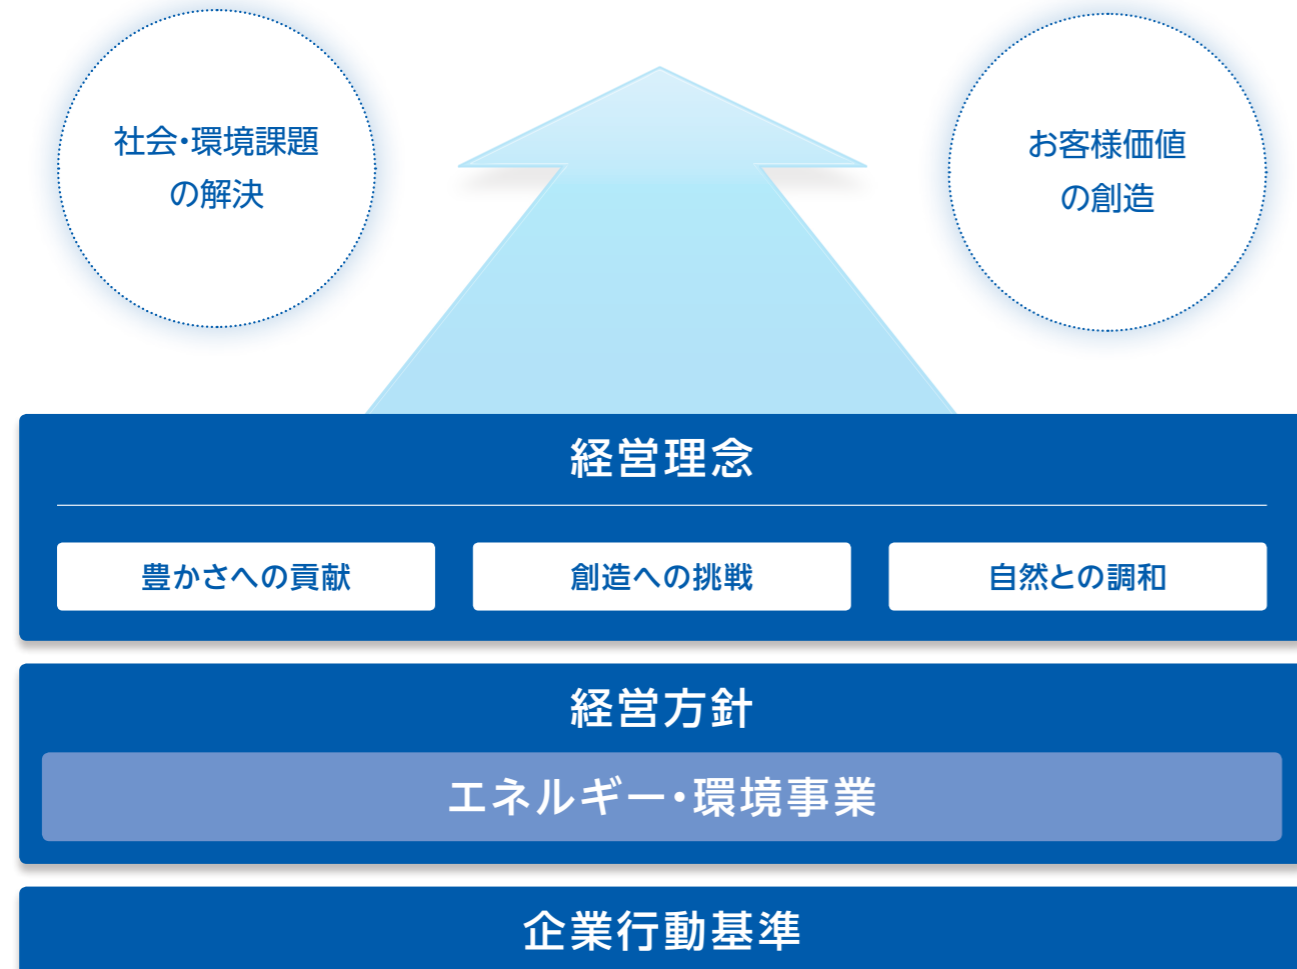 社会・環境課題
の解決
お客様価値
の創造
経営理念
豊かさへの貢献
創造への挑戦
自然との調和
経営方針
エネルギー・環境事業
企業行動基準